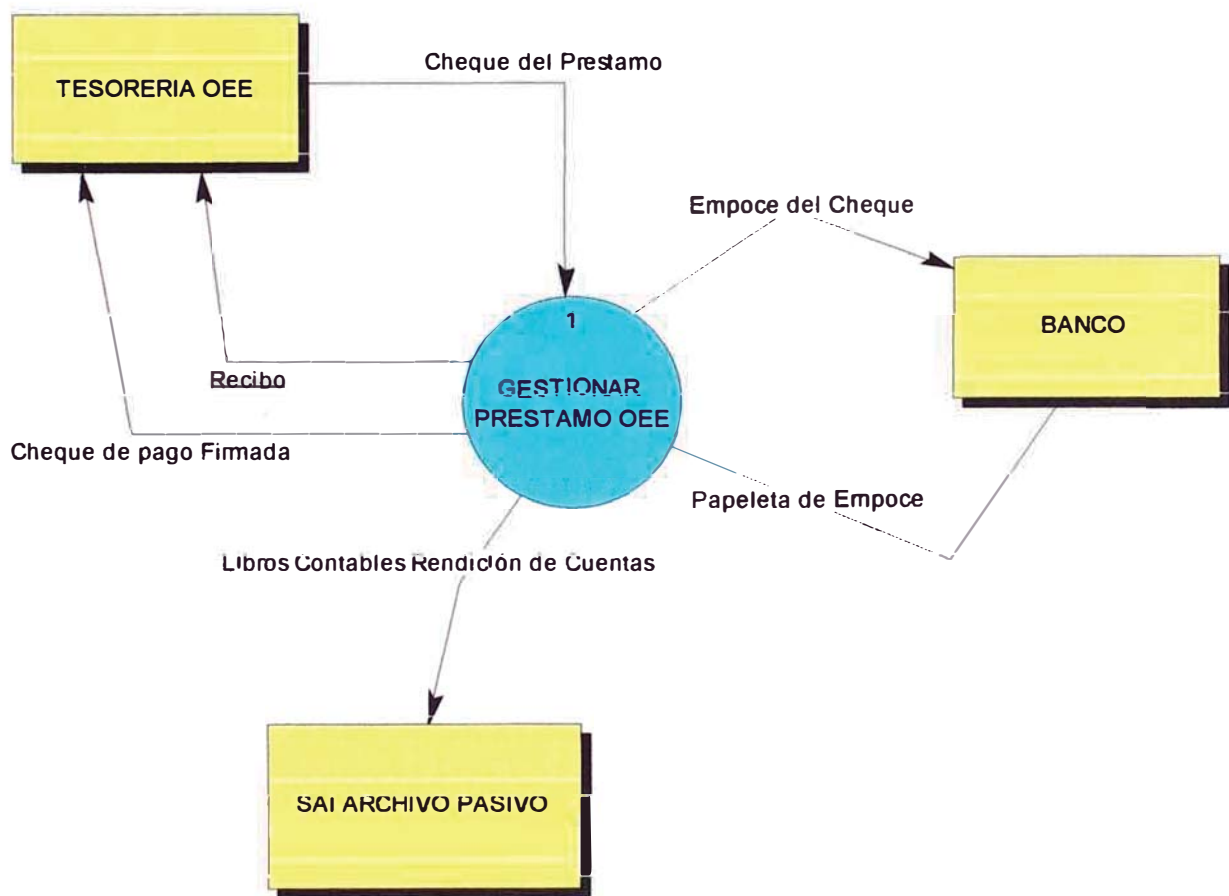 Cheque del Prestamo
TESORERIA OEE
Empoce del Cheque
BANCO
1
GESTIONAR
PRESTAMO OEE
Recibo
Cheque de pago Firmada
Papeleta de Empoce
Libros Contables Rendición de Cuentas
SAI ARCHIVO PASIVO